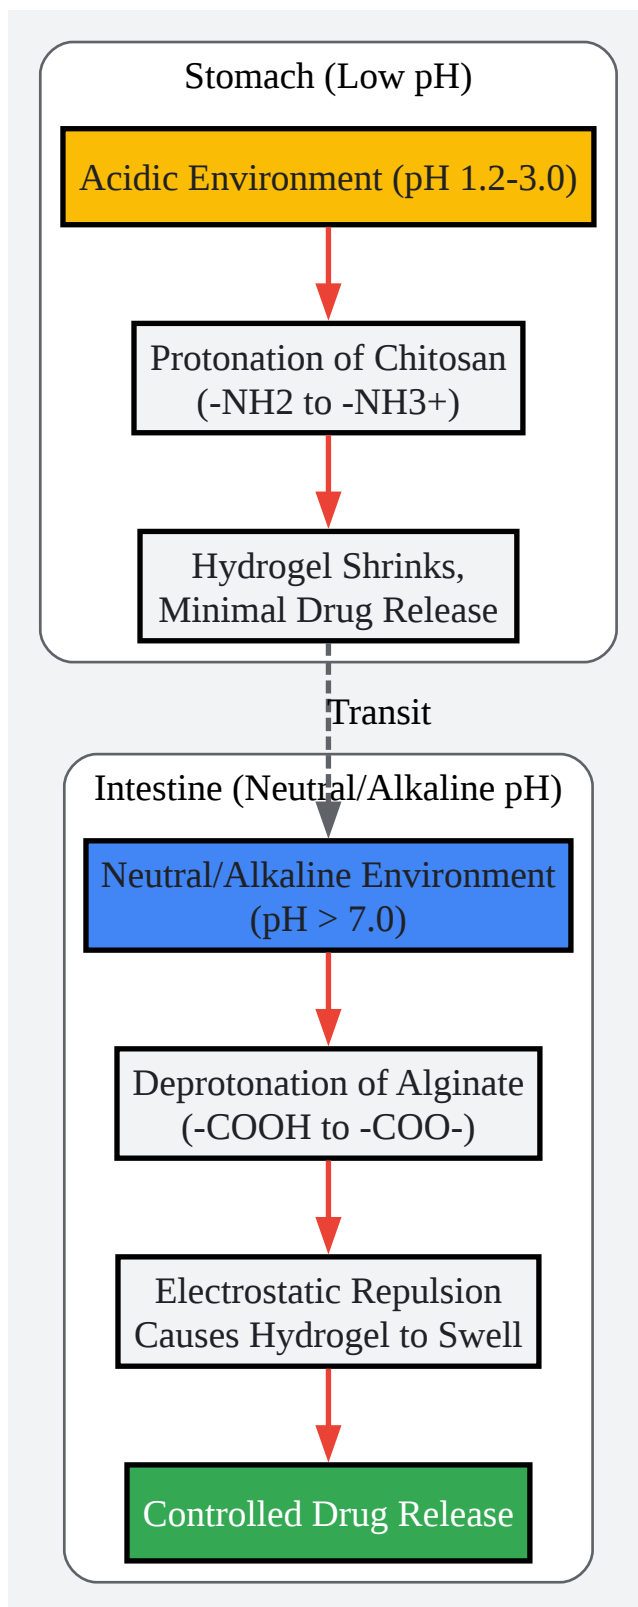 Stomach (Low pH)
Acidic Environment (pH 1.2-3.0)
Protonation of Chitosan
(-NH2 to -NH3+)
Hydrogel Shrinks,
Minimal Drug Release
Transit
Intestine (Neutral/Alkaline pH)
Neutral/Alkaline Environment
(pH > 7.0)
Deprotonation of Alginate
(-COOH to -COO-)
Electrostatic Repulsion
Causes Hydrogel to Swell
Controlled Drug Release